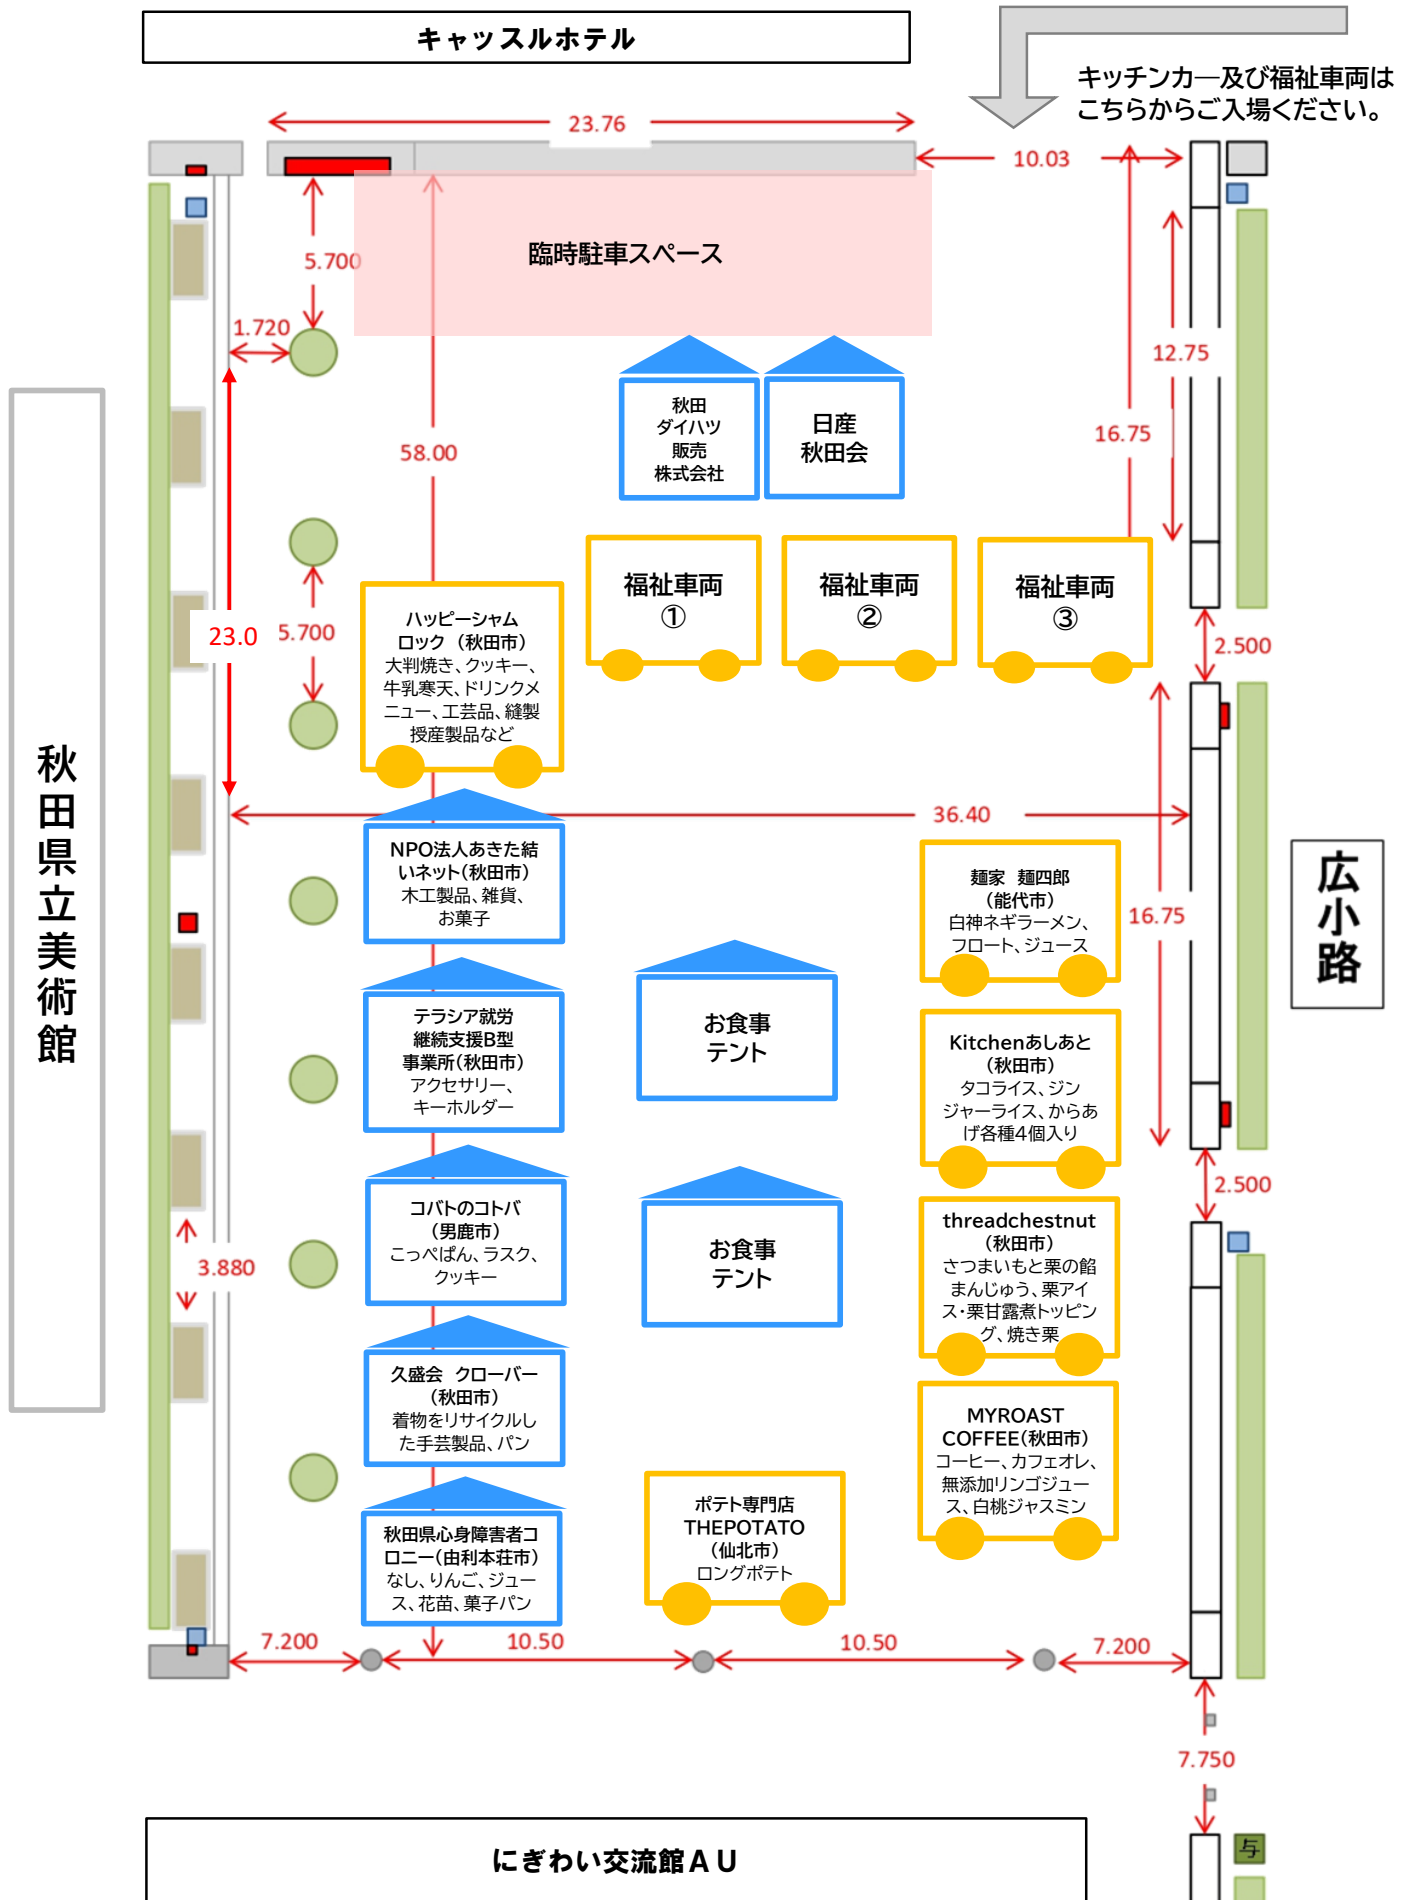 キャッスルホテル
キッチンカー及び福祉車両は
こちらからご入場ください。
23.76
10.03
臨時駐車スペース
5.700
1.720
12.75
16.75
58.00
秋田
ダイハツ
販売
株式会社
日産
秋田会
福祉車両
①
福祉車両
②
福祉車両
③
23.0
5.700
2.500
ハッピーシャム
ロック（秋田市）
大判焼き、クッキー、
牛乳寒天、ドリンクメ
ニュー、工芸品、縫製
授産製品など
秋田県立美術館
36.40
NPO法人あきた結
いネット（秋田市）
木工製品、雑貨、
お菓子
麺家　麺四郎
（能代市）
白神ネギラーメン、
フロート、ジュース
16.75
広小路
テラシア就労
継続支援B型
事業所（秋田市）
アクセサリー、
キーホルダー
お食事
テント
Kitchenあしあと
（秋田市）
タコライス、ジン
ジャーライス、からあ
げ各種4個入り
2.500
コバトのコトバ
（男鹿市）
こっぺぱん、ラスク、
クッキー
お食事
テント
threadchestnut
（秋田市）
さつまいもと栗の餡
まんじゅう、栗アイ
ス・栗甘露煮トッピン
グ、焼き栗
3.880
久盛会　クローバー
（秋田市）
着物をリサイクルし
た手芸製品、パン
MYROAST
COFFEE（秋田市）
コーヒー、カフェオレ、
無添加リンゴジュー
ス、白桃ジャスミン
秋田県心身障害者コ
ロニー（由利本荘市）
なし、りんご、ジュー
ス、花苗、菓子パン
ポテト専門店
THEPOTATO
（仙北市）
ロングポテト
7.200
10.50
10.50
7.200
7.750
にぎわい交流館ＡＵ
与